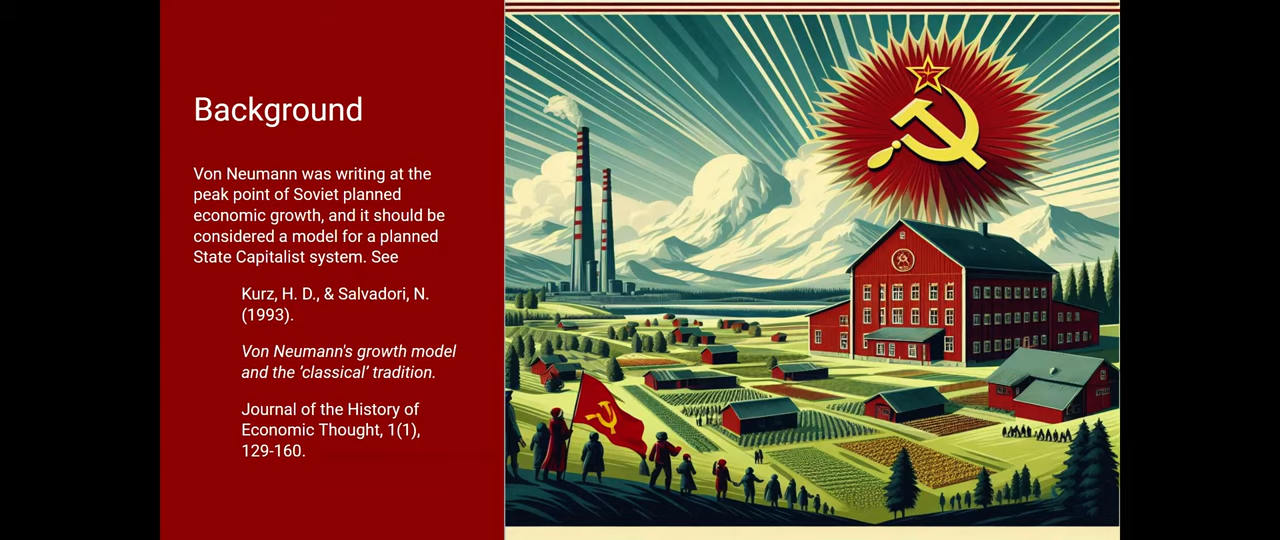 Background
Von Neumann was writing at the
peak point of Soviet planned
economic growth, and it should be
considered a model for a planned
State Capitalist system. See
Kurz, H. D., & Salvadori, N.
(1993).
Von Neumann's growth model
and the ‘classical’ tradition.
Journal of the History of
Economic Thought, 1(1),
129-160.